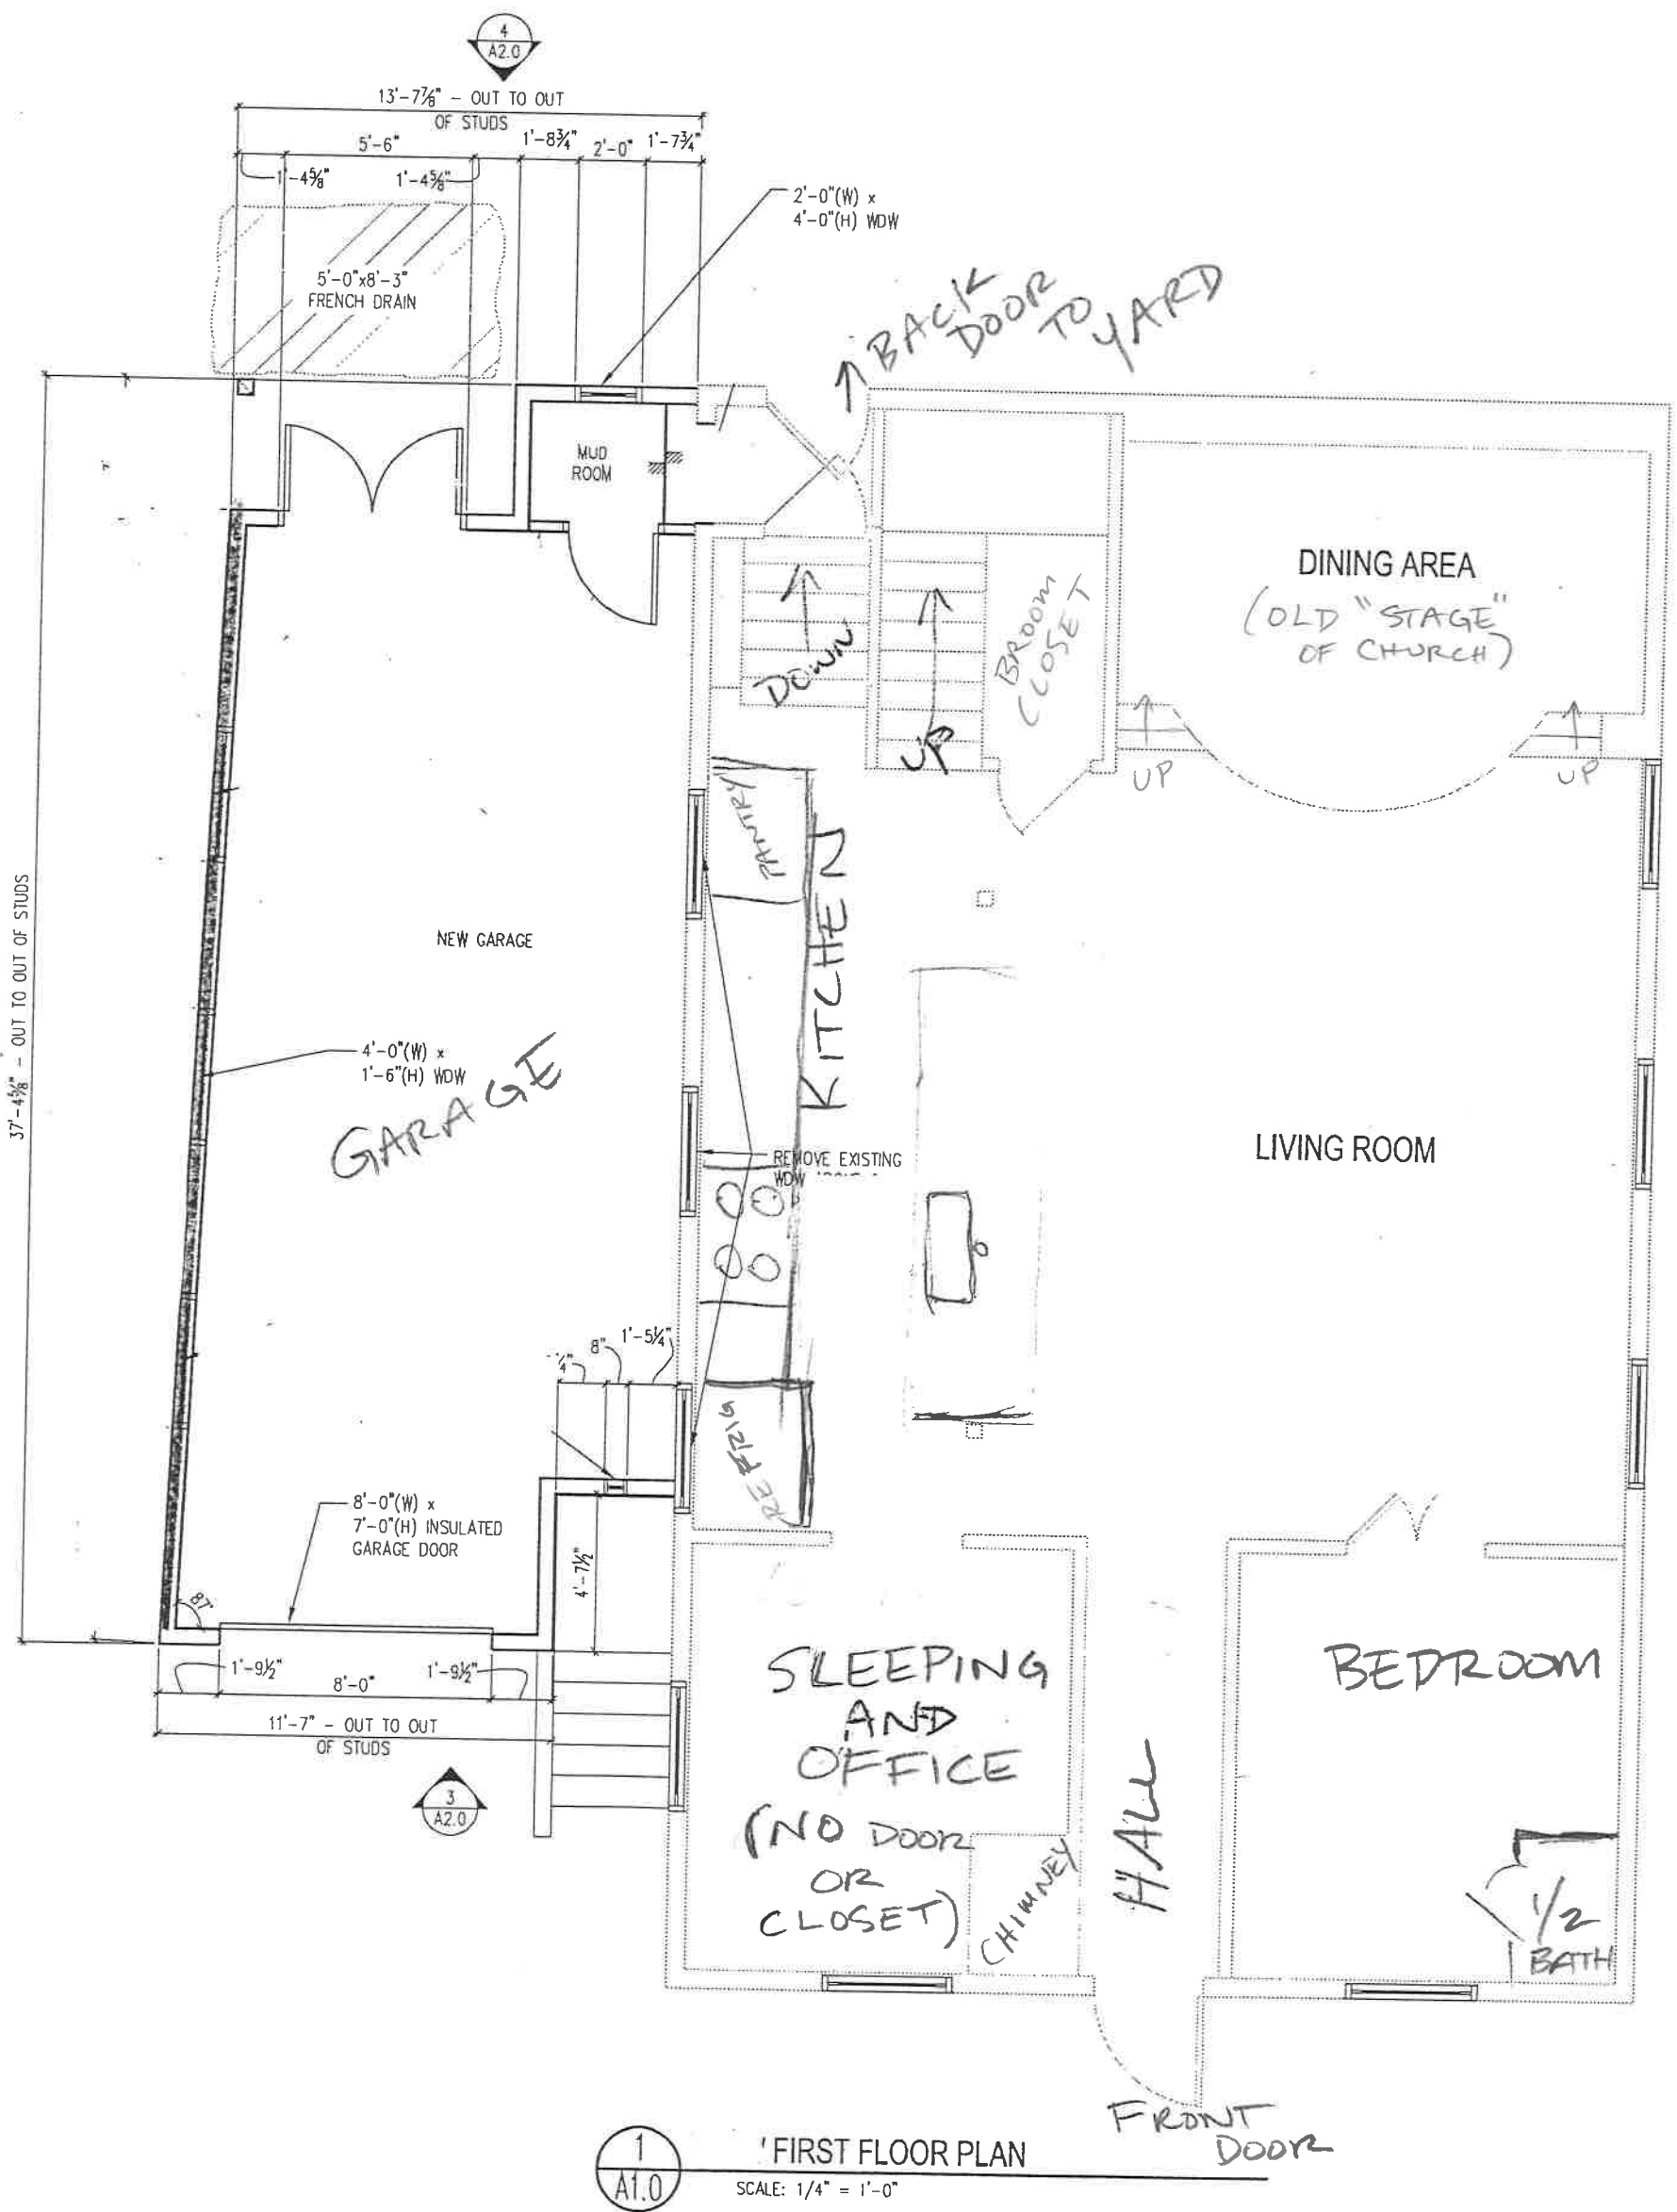 4
A2.0
13'-7⅞" - OUT TO OUT
OF STUDS
5'-6"
1'-8¾"
2'-0"
1'-7¾"
1'-4⅝"
1'-4⅝"
2'-0"(W) x
4'-0"(H) WDW
5'-0"x8'-3"
FRENCH DRAIN
BACK
DOOR
TO
YARD
MUD
ROOM
DINING AREA
(OLD "STAGE"
OF CHURCH)
BROOM
CLOSET
DOWN
UP
UP
UP
PANTRY
KITCHEN
NEW GARAGE
37'-4⅝" - OUT TO OUT OF STUDS
4'-0"(W) x
1'-6"(H) WDW
GARAGE
REMOVE EXISTING
WDW
LIVING ROOM
8"
1'-5¼"
REFRIG
8'-0"(W) x
7'-0"(H) INSULATED
GARAGE DOOR
4'-7½"
87°
1'-9½"
8'-0"
1'-9½"
11'-7" - OUT TO OUT
OF STUDS
3
A2.0
SLEEPING
AND
OFFICE
(NO DOOR
OR
CLOSET)
CHIMNEY
HALL
BEDROOM
1/2
BATH
FRONT
DOOR
1
A1.0
FIRST FLOOR PLAN
SCALE: 1/4" = 1'-0"